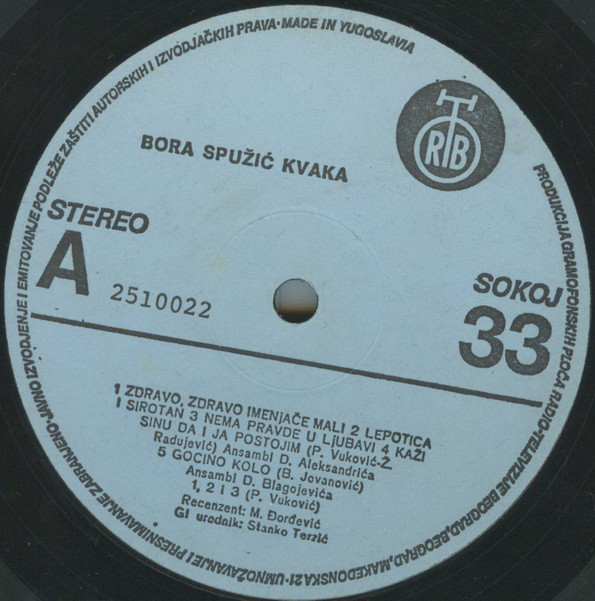 PRODUKCIJA GRAMOFONSKIH PLOČA RADIO-TELEVIZIJE BEOGRAD, BEOGRAD, MAKEDONSKA 21 · UMNOŽAVANJE I PRESNIMAVANJE ZABRANJENO · JAVNO IZVODJENJE I EMITOVANJE PODLEŽE ZAŠTITI AUTORSKIH I IZVODJAČKIH PRAVA · MADE IN YUGOSLAVIA
RTB
BORA SPUŽIĆ KVAKA
STEREO
A
2510022
SOKOJ
33
1 ZDRAVO, ZDRAVO IMENJAČE MALI 2 LEPOTICA
I SIROTAN 3 NEMA PRAVDE U LJUBAVI 4 KAŽI
SINU DA I JA POSTOJIM (P. Vuković-Ž.
Radujević) Ansambl D. Aleksandrića
5 GOCINO KOLO (B. Jovanović)
Ansambl D. Blagojevića
1, 2 i 3 (P. Vuković)
Recenzent: M. Đorđević
Gl urednik: Stanko Terzić